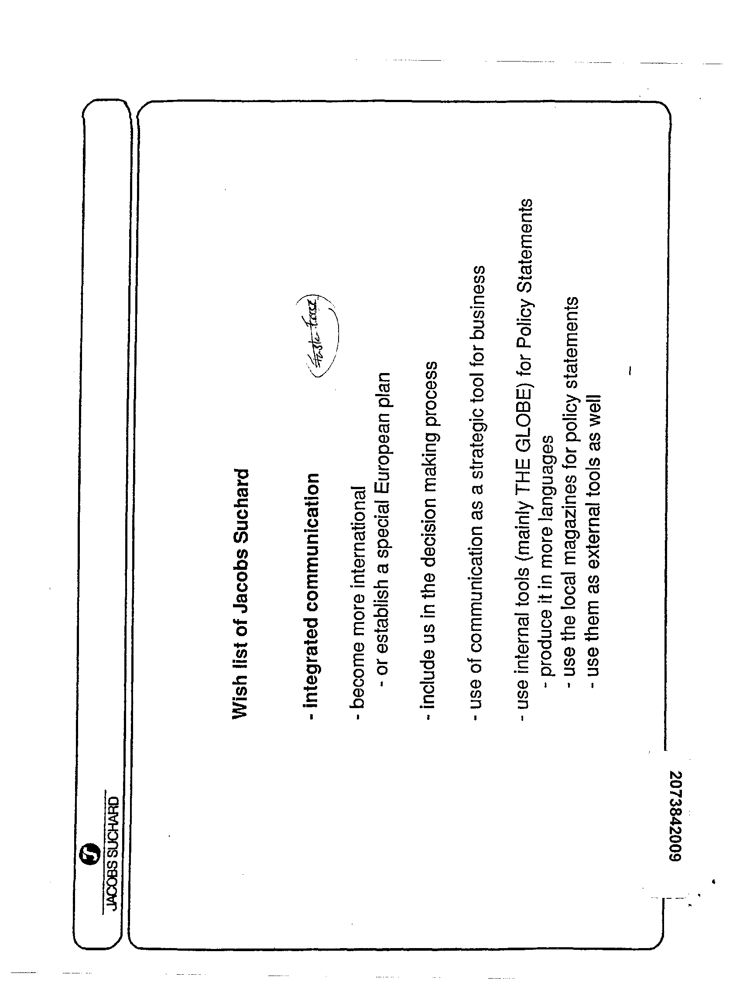 JACOBS SUCHARD
Wish list of Jacobs Suchard
- Integrated communication
- become more international
- or establish a special European plan
- include us in the decision making process
- use of communication as a strategic tool for business
- use internal tools (mainly THE GLOBE) for Policy Statements
- produce it in more languages
- use the local magazines for policy statements
- use them as external tools as well
2073842009